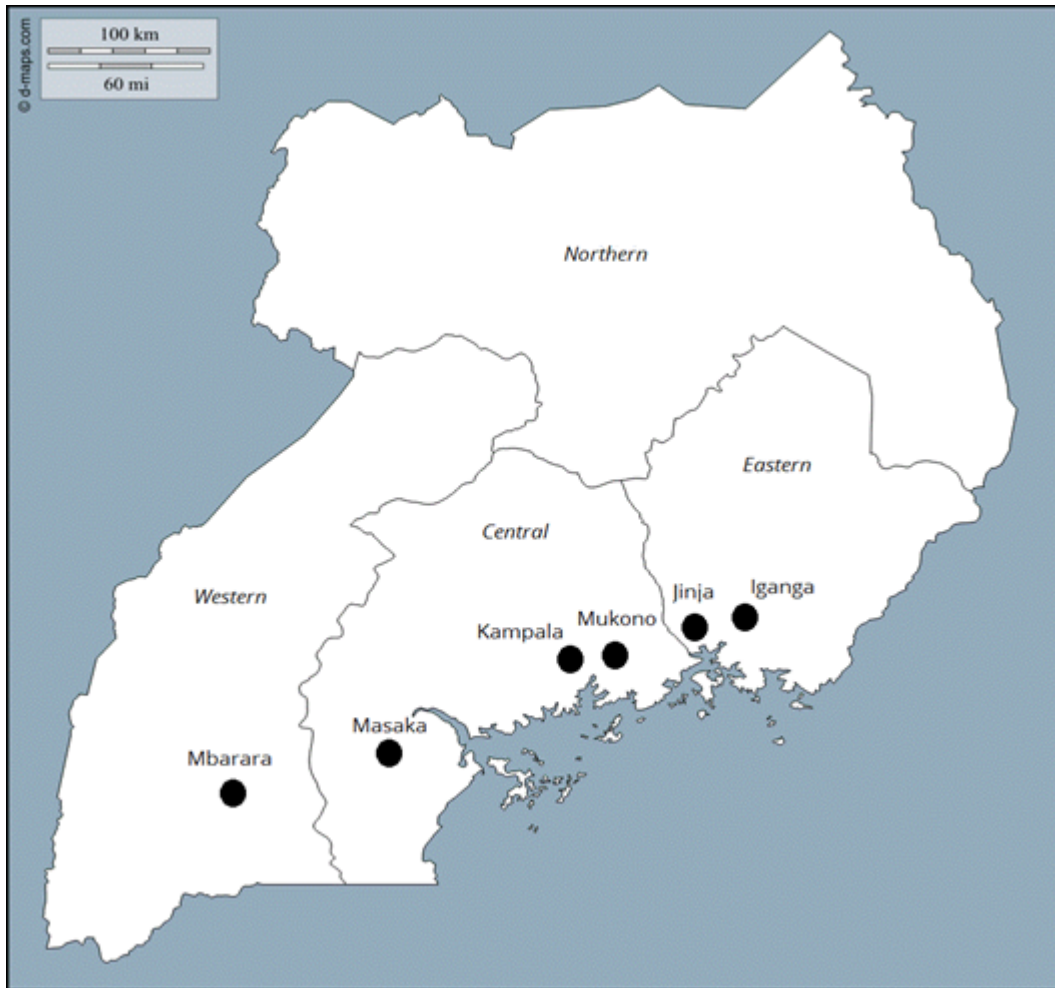 100 km
60 mi
© d-maps.com
Northern
Eastern
Central
Western
Jinja
Iganga
Mukono
Kampala
Masaka
Mbarara